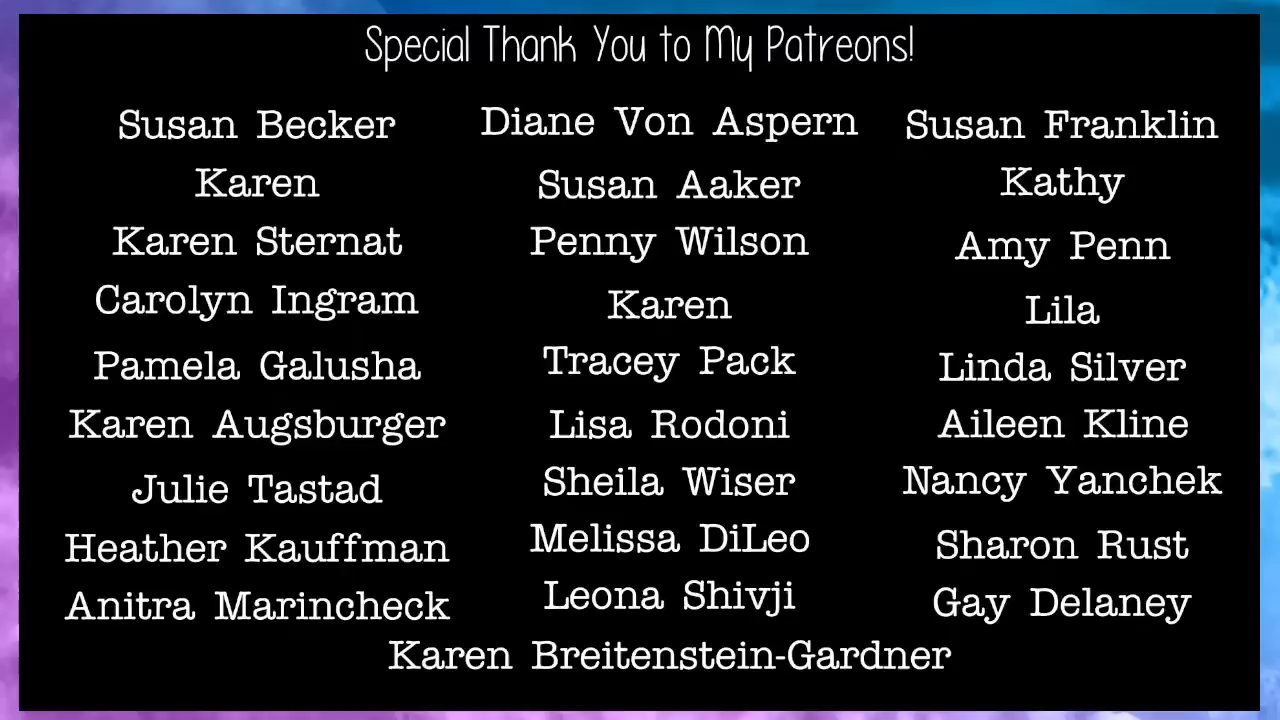 Special Thank You to My Patreons!
Susan Becker
Karen
Karen Sternat
Carolyn Ingram
Pamela Galusha
Karen Augsburger
Julie Tastad
Heather Kauffman
Anitra Marincheck
Diane Von Aspern
Susan Aaker
Penny Wilson
Karen
Tracey Pack
Lisa Rodoni
Sheila Wiser
Melissa DiLeo
Leona Shivji
Susan Franklin
Kathy
Amy Penn
Lila
Linda Silver
Aileen Kline
Nancy Yanchek
Sharon Rust
Gay Delaney
Karen Breitenstein-Gardner